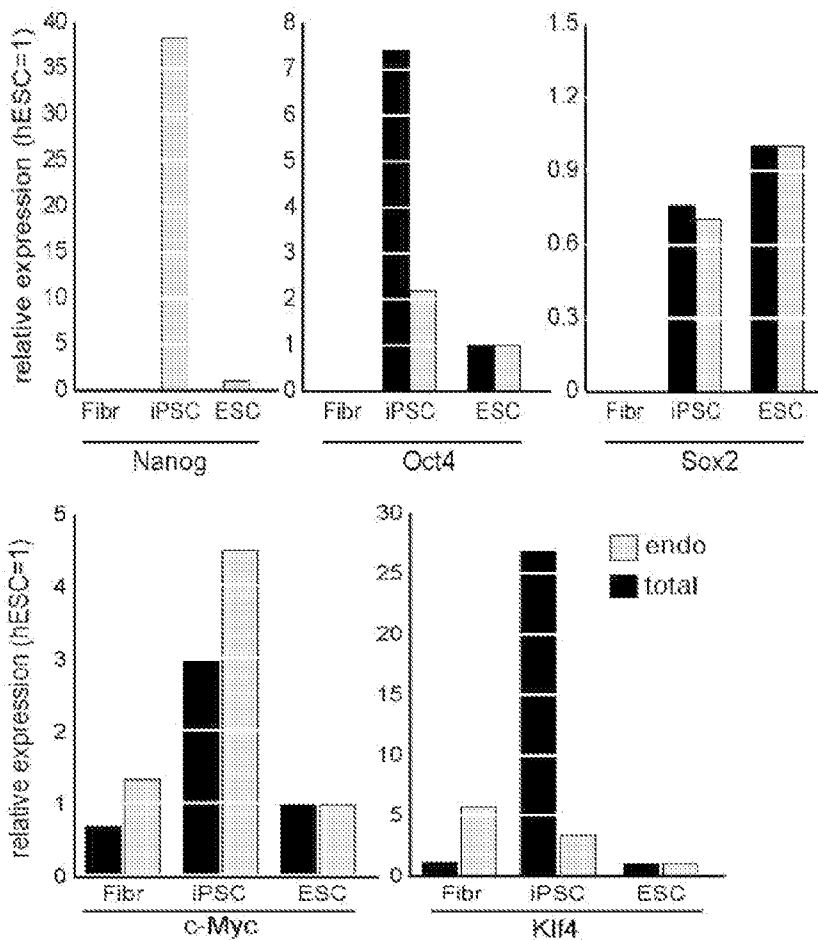 relative expression (hESC=1)
40
35
30
25
20
15
10
5
0
Fibr iPSC ESC
Nanog
8
7
6
5
4
3
2
1
0
Fibr iPSC ESC
Oct4
1.5
1.2
0.9
0.6
0.3
0
Fibr iPSC ESC
Sox2
relative expression (hESC=1)
5
4
3
2
1
0
Fibr iPSC ESC
c-Myc
30
25
20
15
10
5
0
Fibr iPSC ESC
Klf4
endo
total